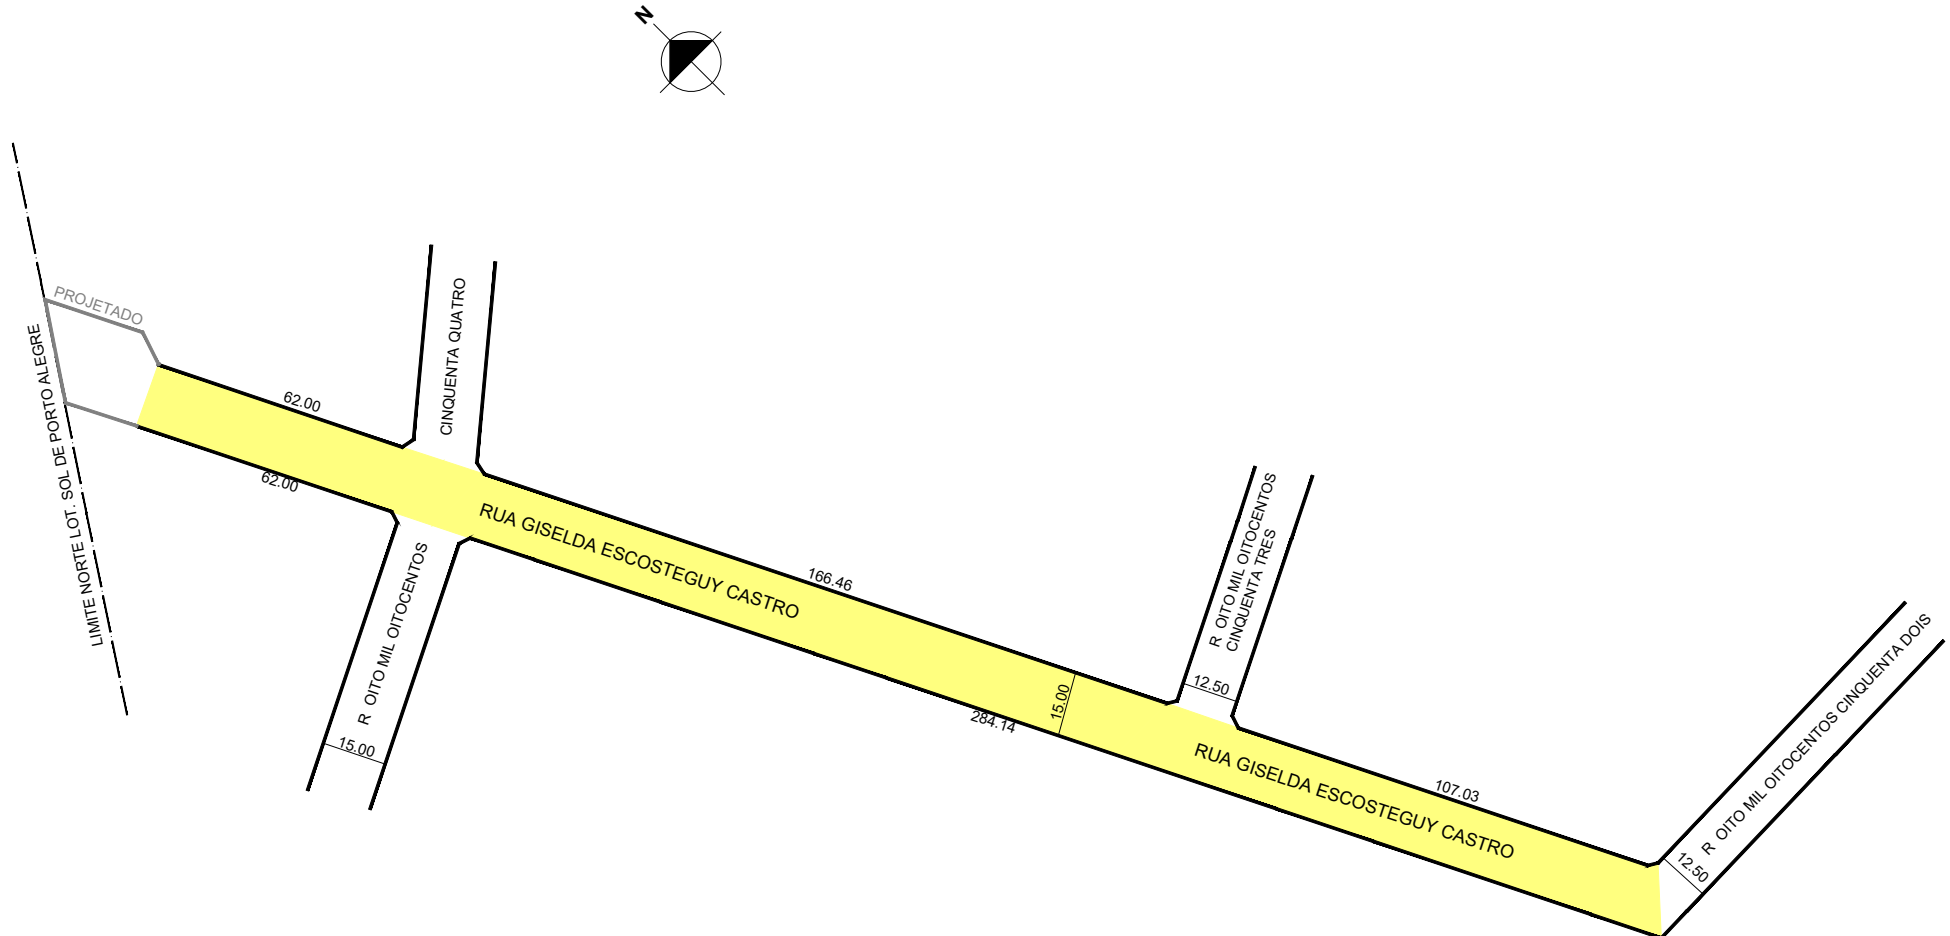 N
PROJETADO
LIMITE NORTE LOT. SOL DE PORTO ALEGRE
62.00
62.00
CINQUENTA QUATRO
R  OITO MIL OITOCENTOS
15.00
RUA GISELDA ESCOSTEGUY CASTRO
166.46
284.14
15.00
R  OITO MIL OITOCENTOS
CINQUENTA TRES
12.50
RUA GISELDA ESCOSTEGUY CASTRO
107.03
R  OITO MIL OITOCENTOS CINQUENTA DOIS
12.50